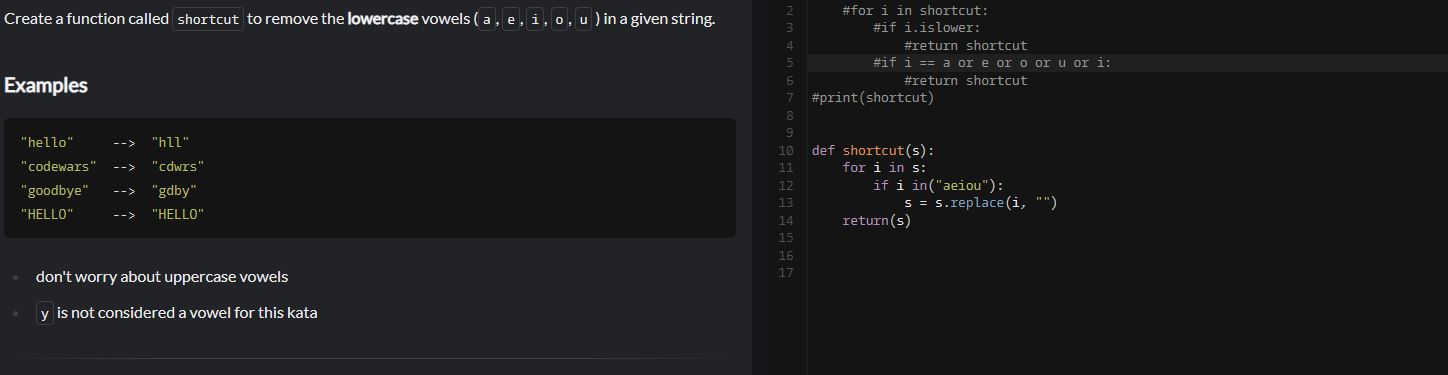 Create a function called shortcut to remove the lowercase vowels ( a , e , i , o , u ) in a given string.
Examples
"hello"     -->  "hll"
"codewars"  -->  "cdwrs"
"goodbye"   -->  "gdby"
"HELLO"     -->  "HELLO"
don't worry about uppercase vowels
y is not considered a vowel for this kata
2     #for i in shortcut:
3         #if i.islower:
4             #return shortcut
5         #if i == a or e or o or u or i:
6             #return shortcut
7 #print(shortcut)
8
9
10 def shortcut(s):
11     for i in s:
12         if i in("aeiou"):
13             s = s.replace(i, "")
14     return(s)
15
16
17